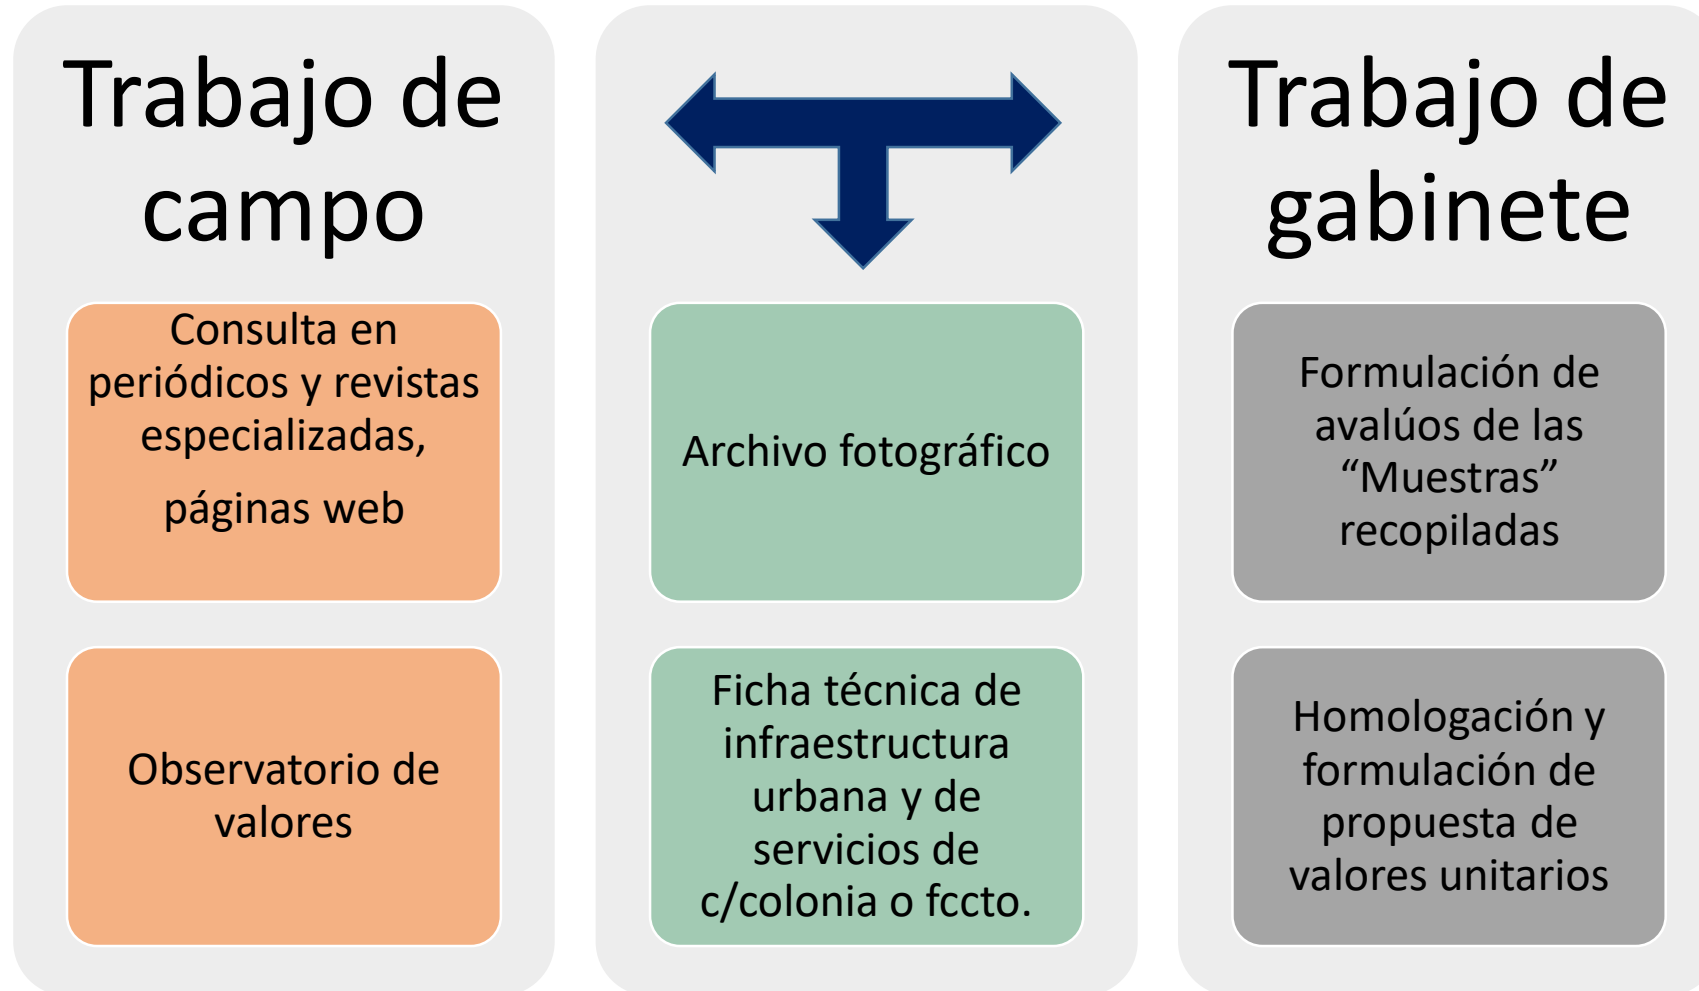 Trabajo de
campo
Consulta en
periódicos y revistas
especializadas,
páginas web
Observatorio de
valores
Archivo fotográfico
Ficha técnica de
infraestructura
urbana y de
servicios de
c/colonia o fccto.
Trabajo de
gabinete
Formulación de
avalúos de las
“Muestras”
recopiladas
Homologación y
formulación de
propuesta de
valores unitarios